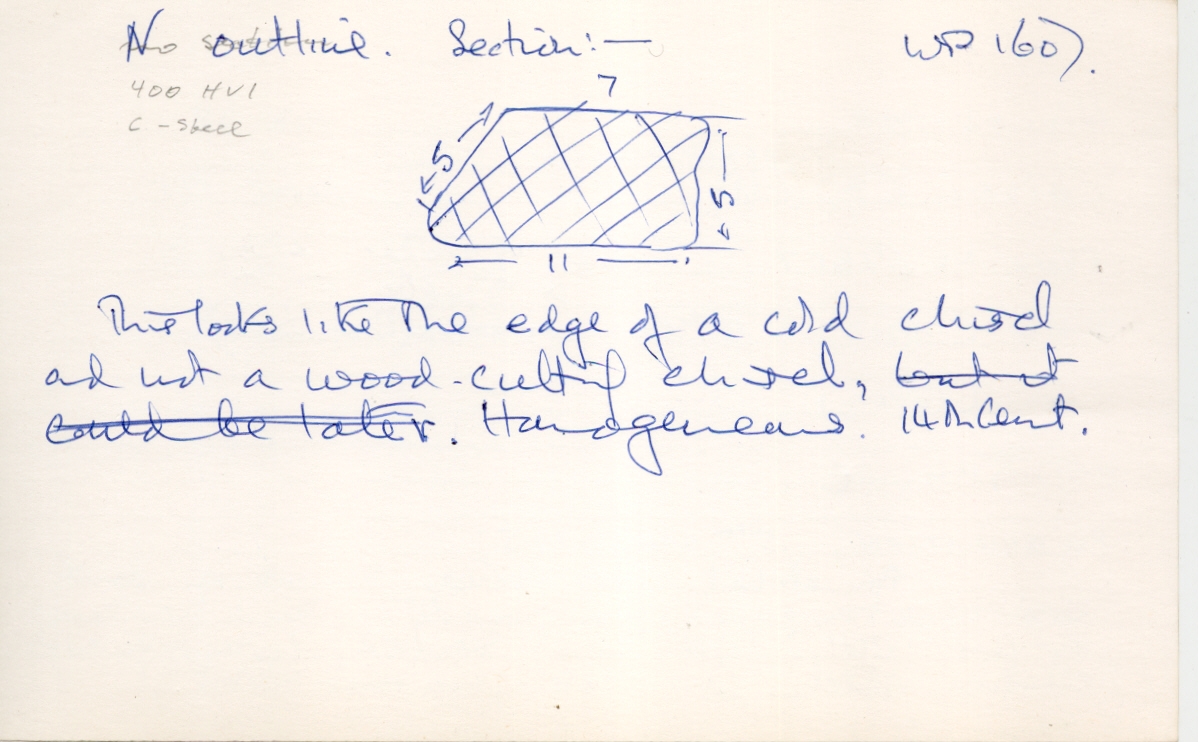 No outline. Section:— WP 1607.
400 HV1
C-steel
7
5
5
11
This looks like the edge of a cold chisel
and not a wood-cutting chisel, but it
could be later. Homogeneous. 14th Cent.